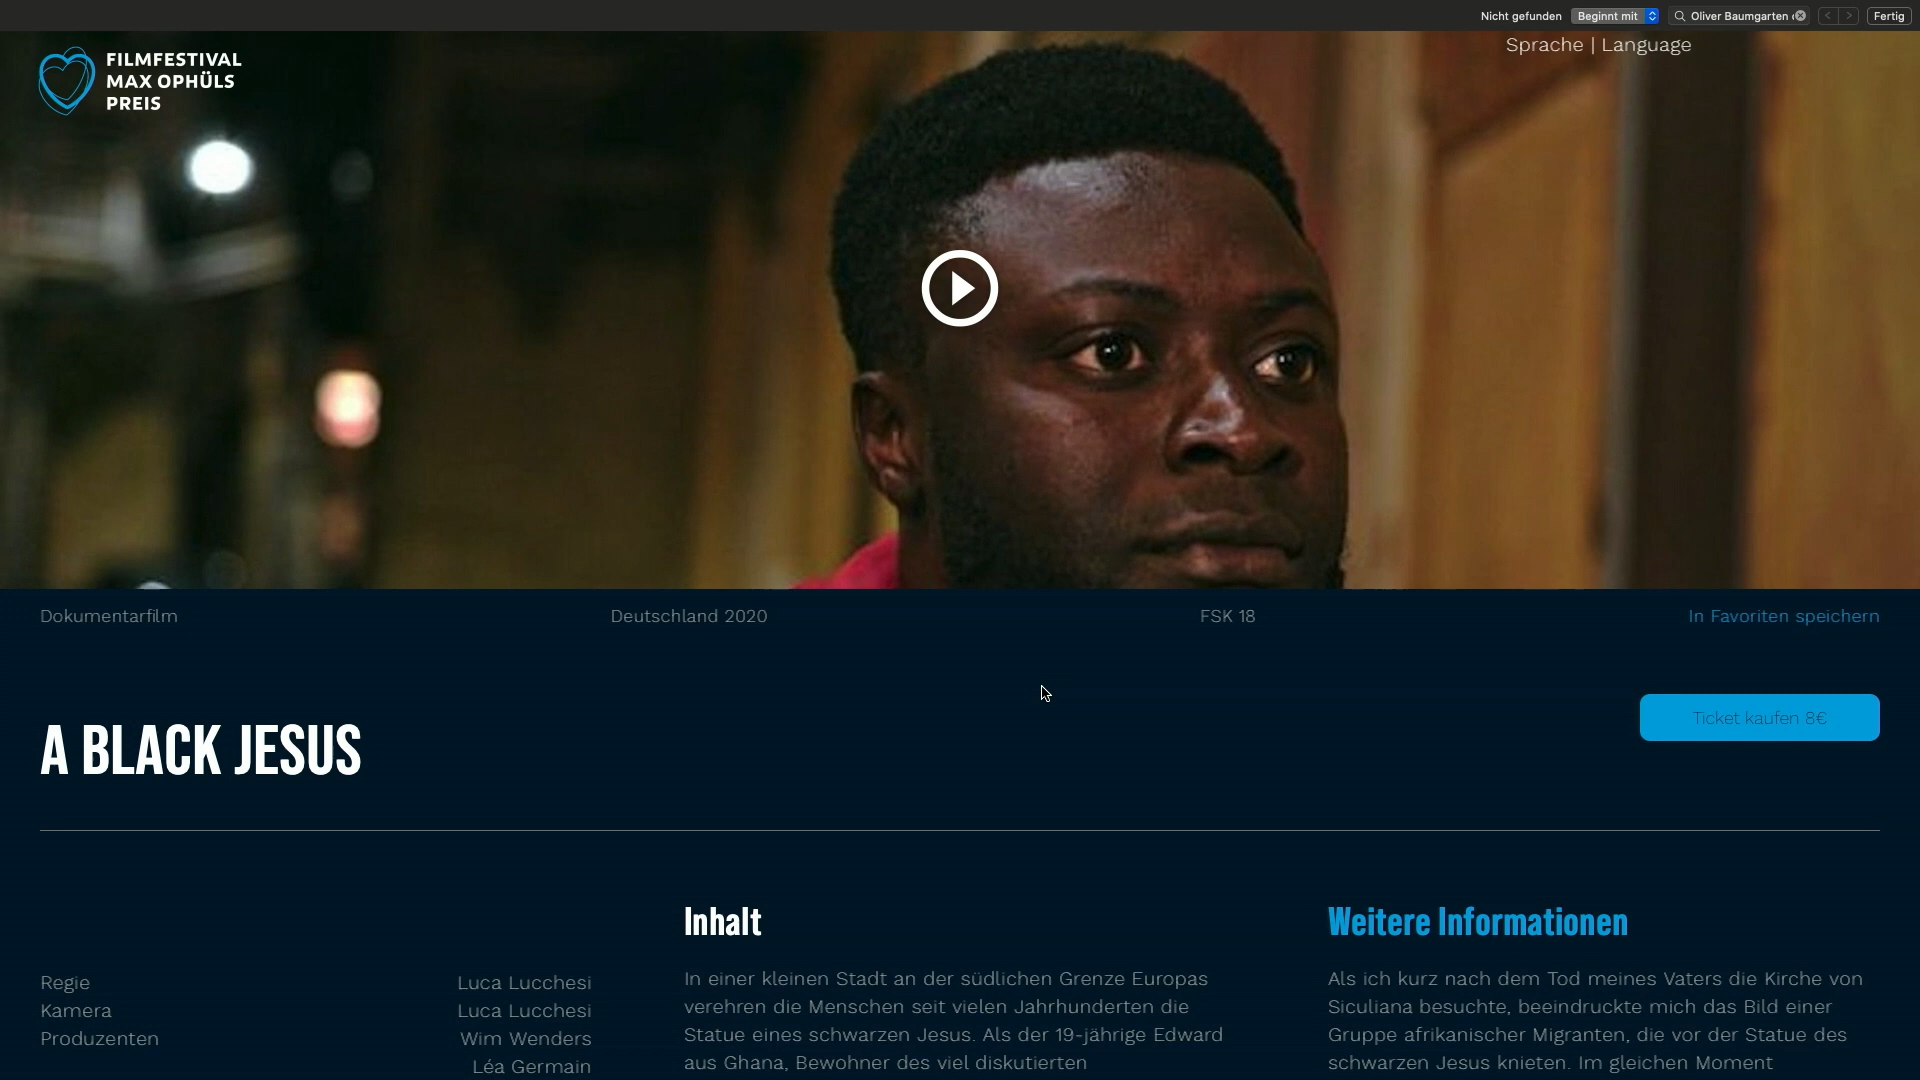 Nicht gefunden
Beginnt mit
Oliver Baumgarten
Fertig
FILMFESTIVAL
MAX OPHÜLS
PREIS
Sprache | Language
Dokumentarfilm
Deutschland 2020
FSK 18
In Favoriten speichern
A BLACK JESUS
Ticket kaufen 8€
Regie
Luca Lucchesi
Kamera
Luca Lucchesi
Produzenten
Wim Wenders
Léa Germain
Inhalt
In einer kleinen Stadt an der südlichen Grenze Europas
verehren die Menschen seit vielen Jahrhunderten die
Statue eines schwarzen Jesus. Als der 19-jährige Edward
aus Ghana, Bewohner des viel diskutierten
Weitere Informationen
Als ich kurz nach dem Tod meines Vaters die Kirche von
Siculiana besuchte, beeindruckte mich das Bild einer
Gruppe afrikanischer Migranten, die vor der Statue des
schwarzen Jesus knieten. Im gleichen Moment